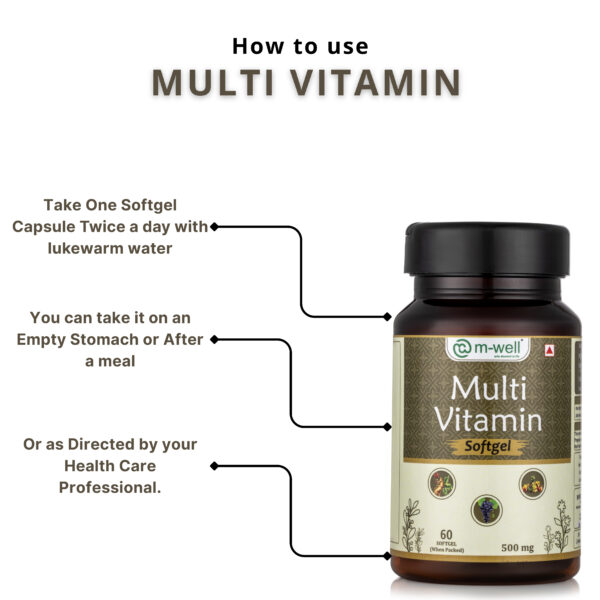 How to use
MULTI VITAMIN
Take One Softgel
Capsule Twice a day with
lukewarm water
You can take it on an
Empty Stomach or After
a meal
Or as Directed by your
Health Care
Professional.
m-well
Multi
Vitamin
Softgel
60
SOFTGEL
(When Packed)
500 mg